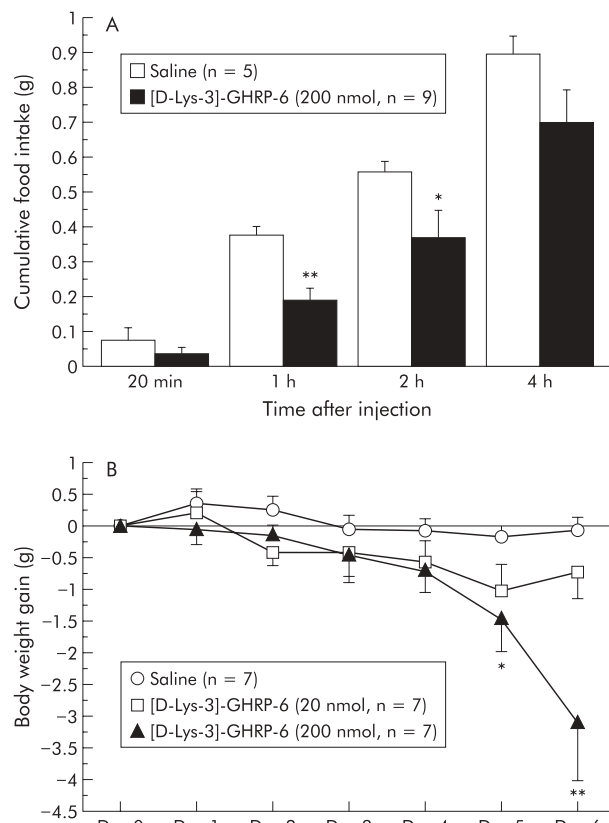 A
1
0.9
0.8
0.7
0.6
0.5
0.4
0.3
0.2
0.1
0
Cumulative food intake (g)
Saline (n = 5)
[D-Lys-3]-GHRP-6 (200 nmol, n = 9)
**
*
20 min 1 h 2 h 4 h
Time after injection
B
1
0.5
0
−0.5
−1
−1.5
−2
−2.5
−3
−3.5
−4
−4.5
Body weight gain (g)
Saline (n = 7)
[D-Lys-3]-GHRP-6 (20 nmol, n = 7)
[D-Lys-3]-GHRP-6 (200 nmol, n = 7)
*
**